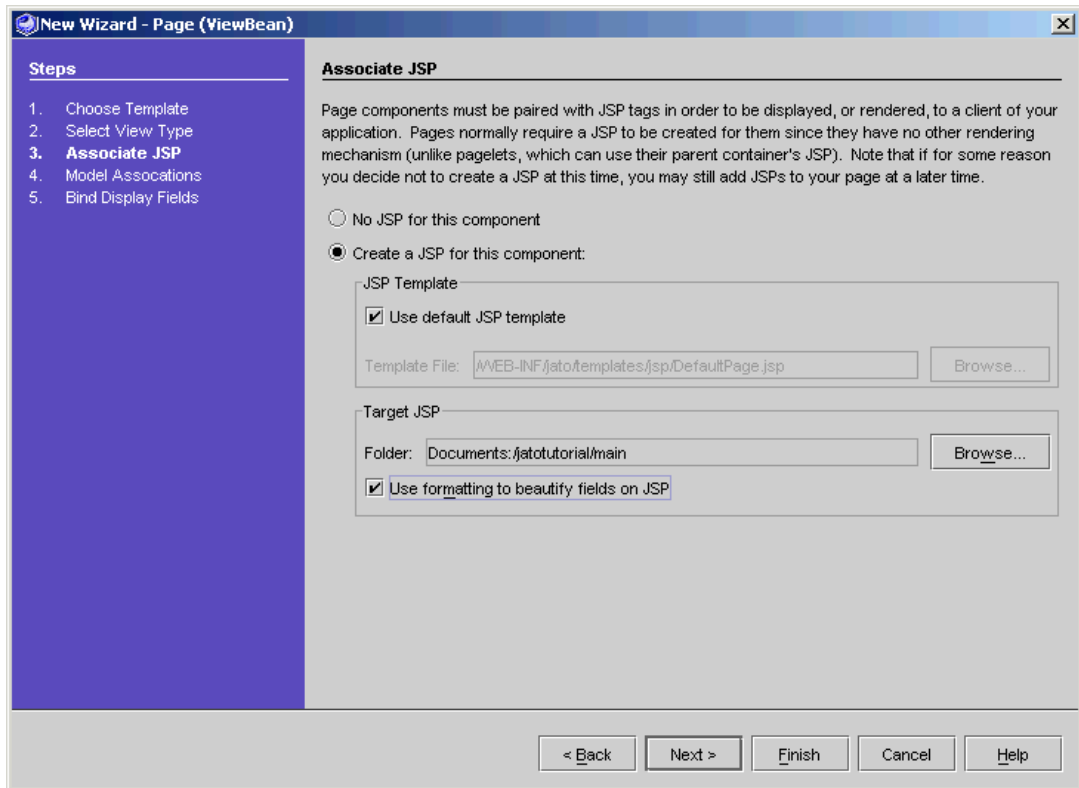 New Wizard - Page (ViewBean)
Steps
1. Choose Template
2. Select View Type
3. Associate JSP
4. Model Assocations
5. Bind Display Fields
Associate JSP
Page components must be paired with JSP tags in order to be displayed, or rendered, to a client of your
application. Pages normally require a JSP to be created for them since they have no other rendering
mechanism (unlike pagelets, which can use their parent container's JSP). Note that if for some reason
you decide not to create a JSP at this time, you may still add JSPs to your page at a later time.
No JSP for this component
Create a JSP for this component:
JSP Template
Use default JSP template
Template File: /WEB-INF/jato/templates/jsp/DefaultPage.jsp Browse...
Target JSP
Folder: Documents:/jatotutorial/main Browse...
Use formatting to beautify fields on JSP
< Back Next > Finish Cancel Help